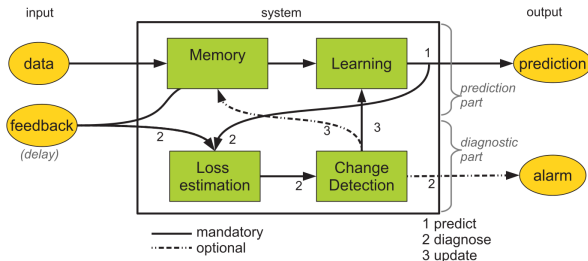 input
system
output
data
Memory
Learning
1
prediction
prediction
part
feedback
(delay)
2
2
3
3
diagnostic
part
Loss
estimation
2
Change
Detection
2
alarm
mandatory
optional
1 predict
2 diagnose
3 update